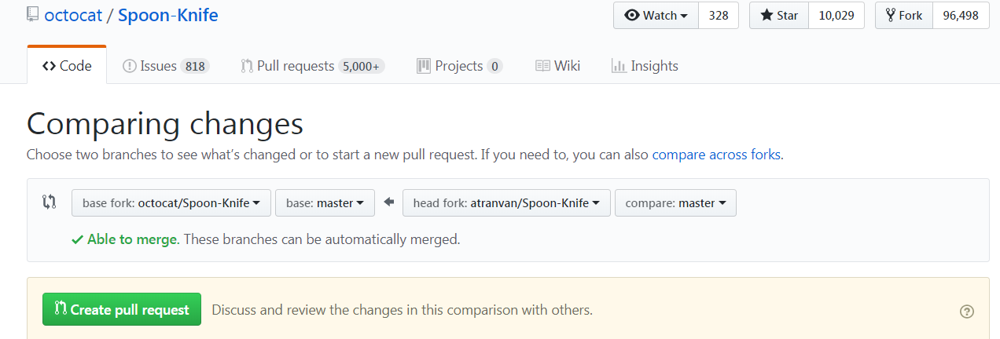 octocat / Spoon-Knife Watch 328 Star 10,029 Fork 96,498
Code Issues 818 Pull requests 5,000+ Projects 0 Wiki Insights
Comparing changes
Choose two branches to see what's changed or to start a new pull request. If you need to, you can also compare across forks.
base fork: octocat/Spoon-Knife base: master head fork: atranvan/Spoon-Knife compare: master
Able to merge. These branches can be automatically merged.
Create pull request Discuss and review the changes in this comparison with others. ?